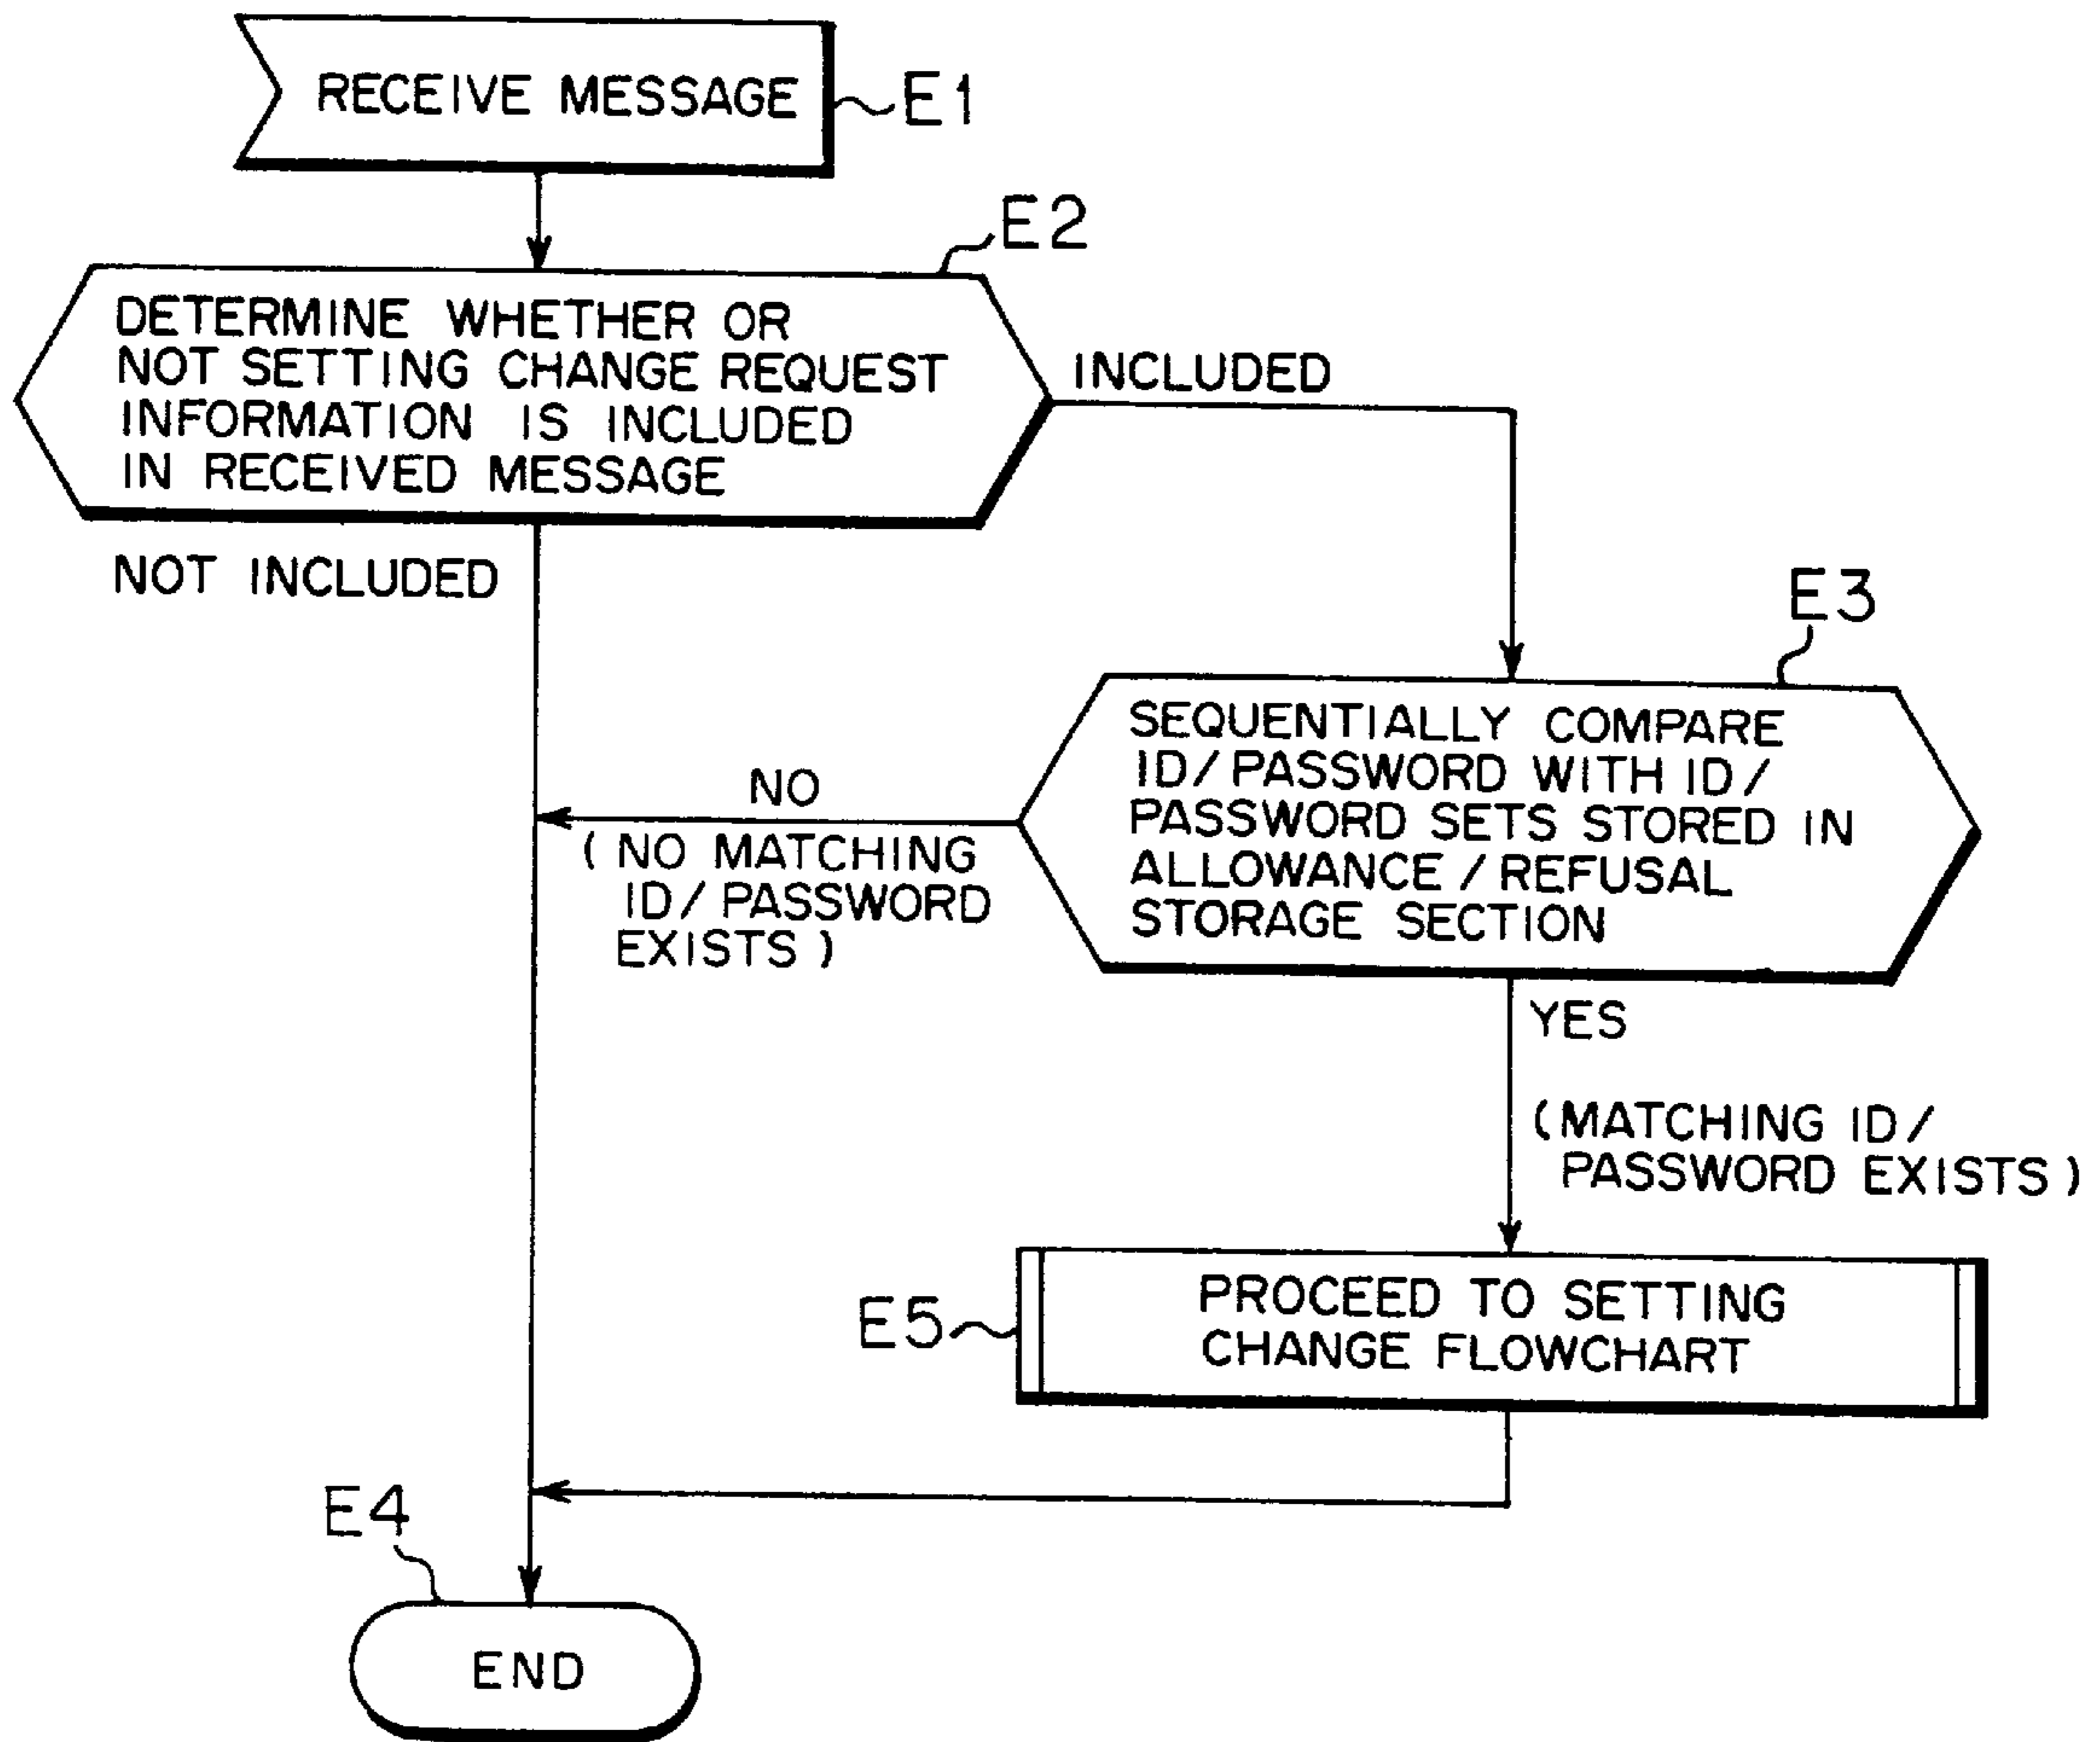 RECEIVE MESSAGE
E1
E2
DETERMINE WHETHER OR
NOT SETTING CHANGE REQUEST
INFORMATION IS INCLUDED
IN RECEIVED MESSAGE
INCLUDED
NOT INCLUDED
E3
SEQUENTIALLY COMPARE
ID/PASSWORD WITH ID/
PASSWORD SETS STORED IN
ALLOWANCE/REFUSAL
STORAGE SECTION
NO
(NO MATCHING
ID/PASSWORD
EXISTS)
YES
(MATCHING ID/
PASSWORD EXISTS)
E5
PROCEED TO SETTING
CHANGE FLOWCHART
E4
END